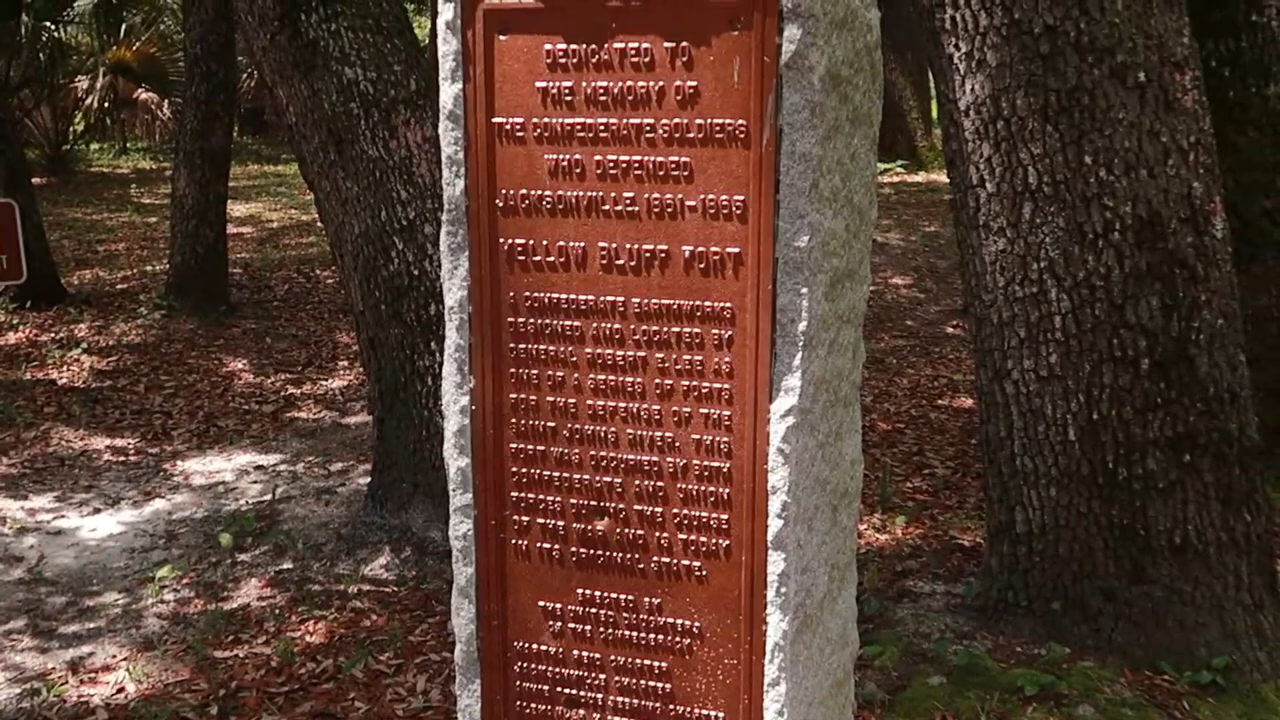 DEDICATED TO
THE MEMORY OF
THE CONFEDERATE SOLDIERS
WHO DEFENDED
JACKSONVILLE, 1861-1865
YELLOW BLUFF FORT
A CONFEDERATE EARTHWORKS
DESIGNED AND LOCATED BY
GENERAL ROBERT E. LEE AS
ONE OF A SERIES OF FORTS
FOR THE DEFENSE OF THE
SAINT JOHNS RIVER. THIS
FORT WAS OCCUPIED BY BOTH
CONFEDERATE AND UNION
FORCES DURING THE COURSE
OF THE WAR AND IS TODAY
IN ITS ORIGINAL STATE.
ERECTED BY
THE UNITED DAUGHTERS
OF THE CONFEDERACY
MARTHA REID CHAPTER
JACKSONVILLE CHAPTER
CHAPTER
T